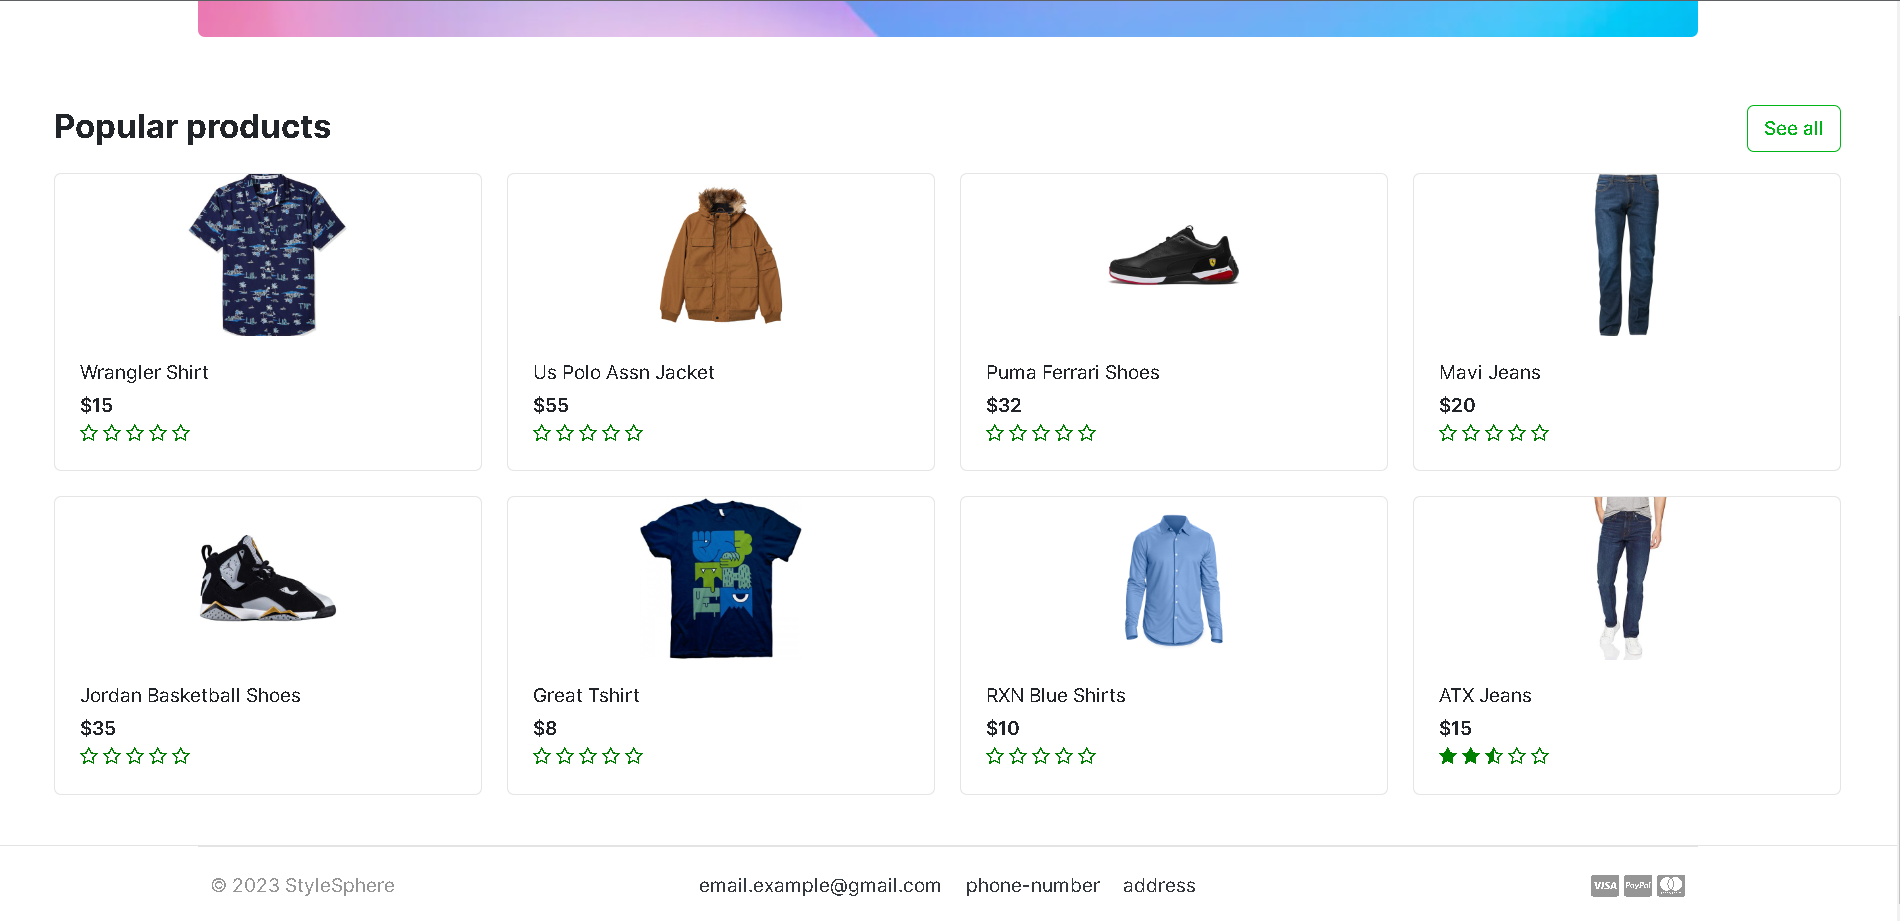 Popular products
See all
Wrangler Shirt
$15
Us Polo Assn Jacket
$55
Puma Ferrari Shoes
$32
Mavi Jeans
$20
Jordan Basketball Shoes
$35
Great Tshirt
$8
RXN Blue Shirts
$10
ATX Jeans
$15
© 2023 StyleSphere
email.example@gmail.com phone-number address
VISA PayPal